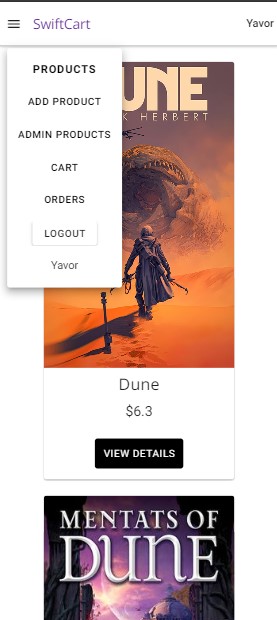 SwiftCart
Yavor
PRODUCTS
ADD PRODUCT
ADMIN PRODUCTS
CART
ORDERS
LOGOUT
Yavor
UNE
K HERBERT
Dune
$6.3
VIEW DETAILS
MENTATS OF
DUNE